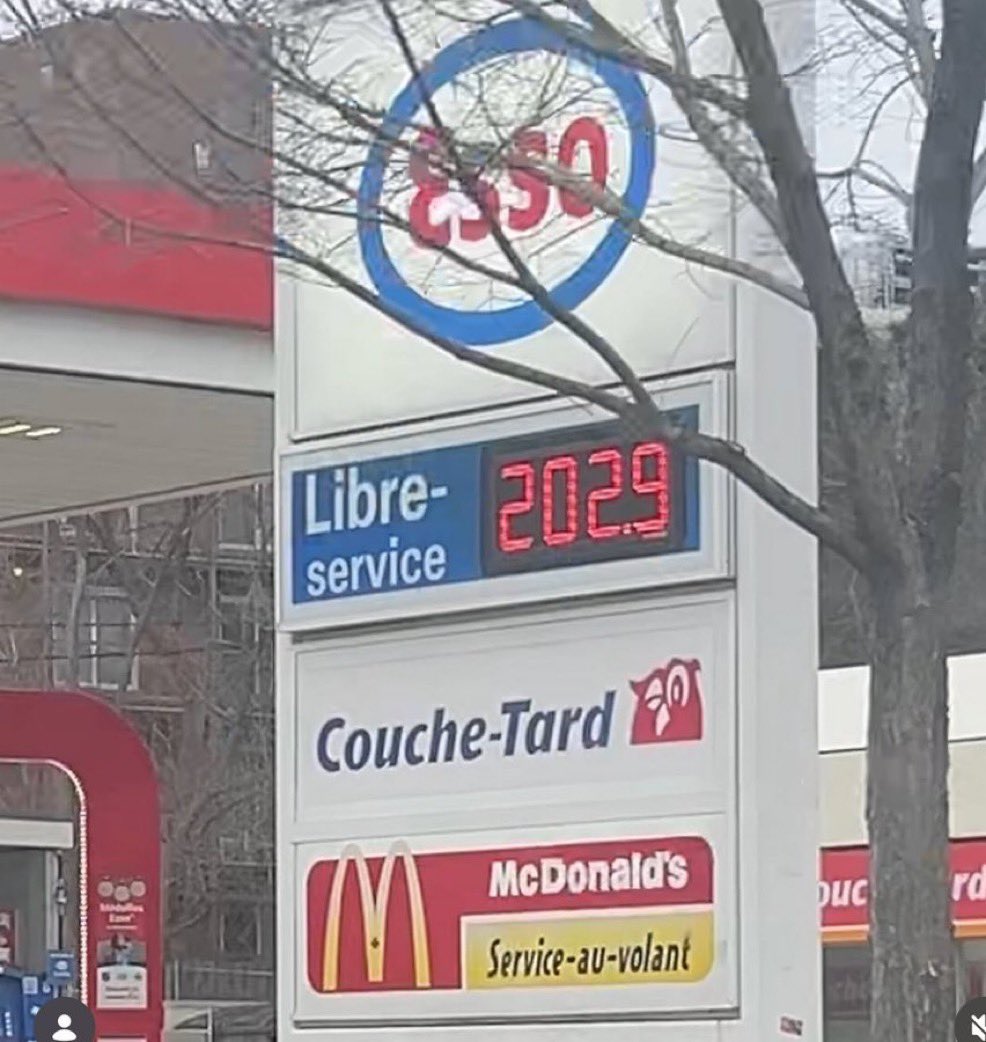 Esso
Libre-
service
202.9
Couche-Tard
McDonald's
Service-au-volant